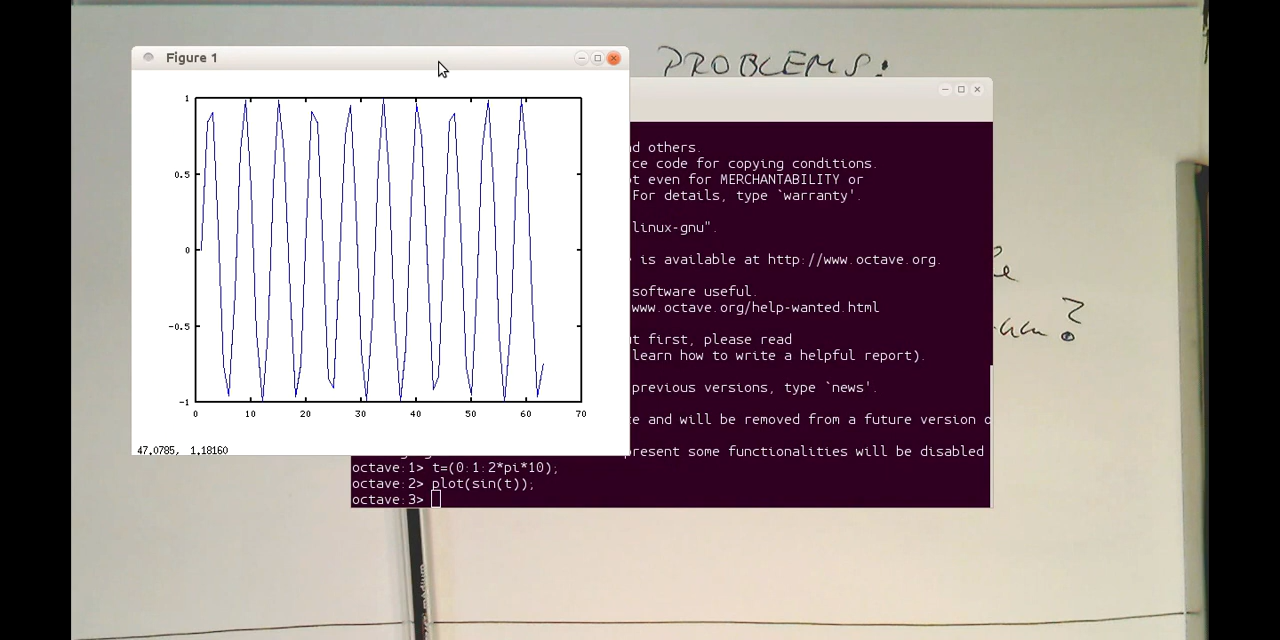 PROBLEMS:
Figure 1
1
0.5
0
-0.5
-1
0 10 20 30 40 50 60 70
47,0785, 1,18160
d others.
ce code for copying conditions.
t even for MERCHANTABILITY or
For details, type `warranty'.
linux-gnu".
is available at http://www.octave.org.
software useful.
www.octave.org/help-wanted.html
t first, please read
learn how to write a helpful report).
previous versions, type `news'.
e and will be removed from a future version o
present some functionalities will be disabled
octave:1> t=(0:1:2*pi*10);
octave:2> plot(sin(t));
octave:3>
?